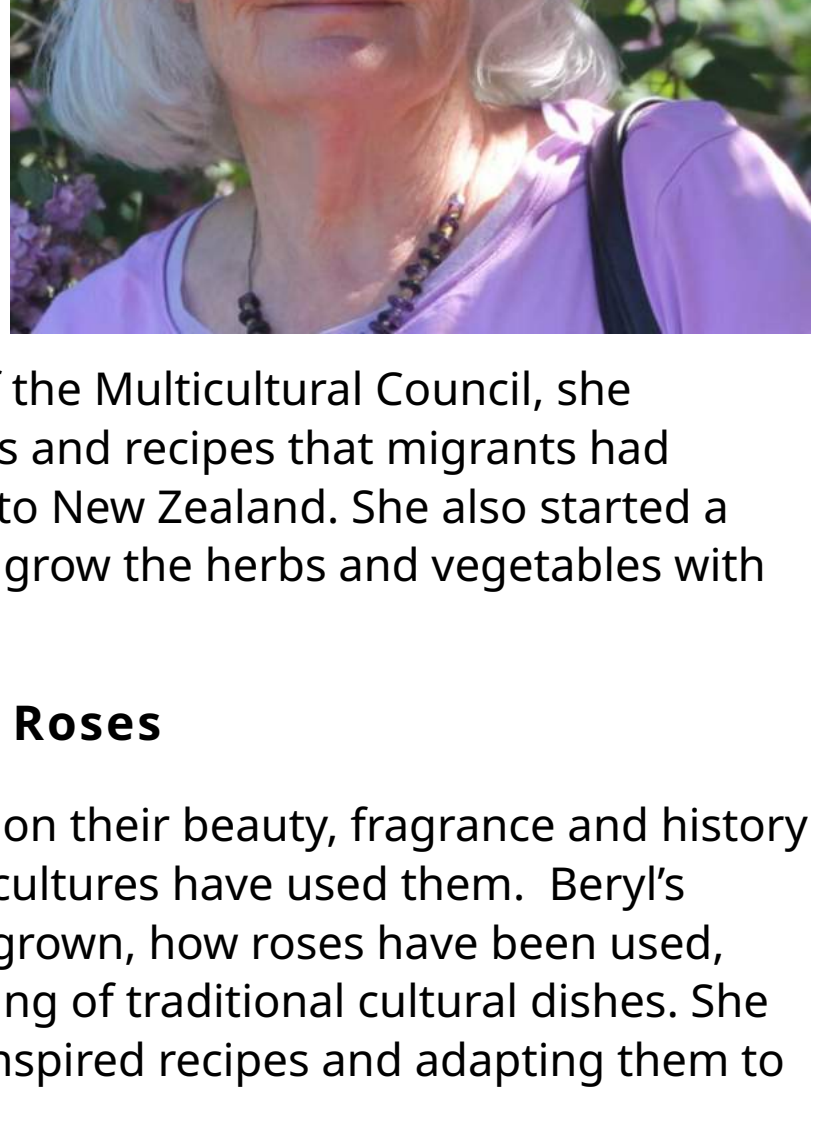 the Multicultural Council, she
and recipes that migrants had
to New Zealand. She also started a
grow the herbs and vegetables with
Roses
on their beauty, fragrance and history
cultures have used them.  Beryl’s
grown, how roses have been used,
of traditional cultural dishes. She
recipes and adapting them to